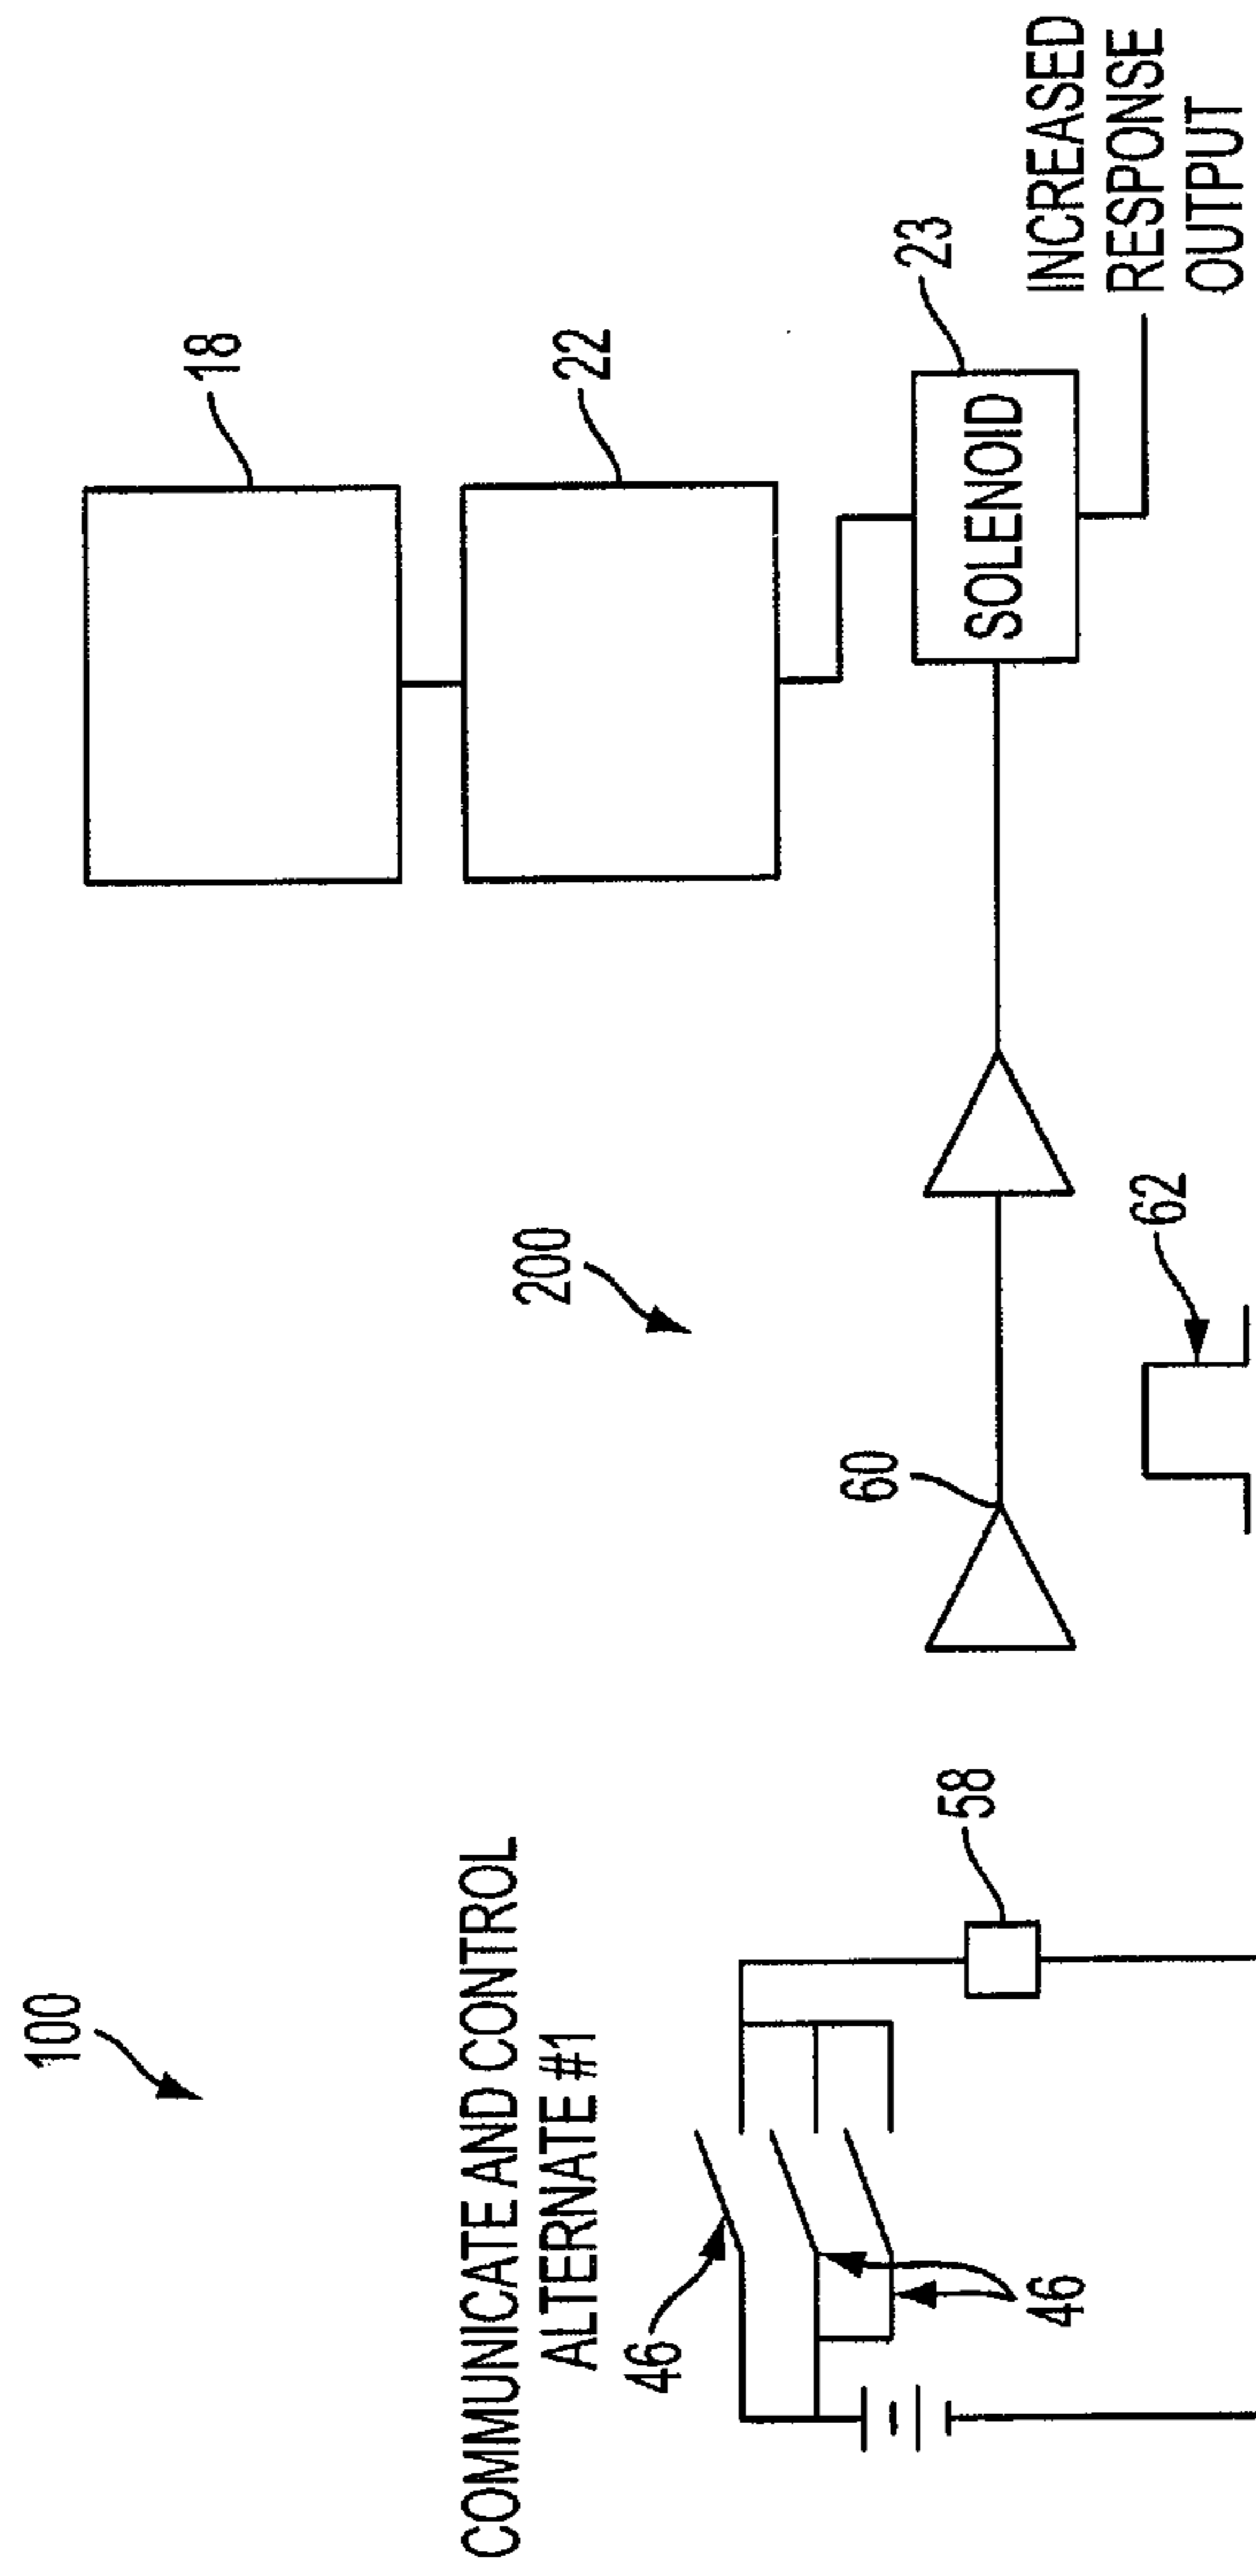 100
COMMUNICATE AND CONTROL
ALTERNATE #1
46
46
58
200
60
62
18
22
23
SOLENOID
INCREASED
RESPONSE
OUTPUT